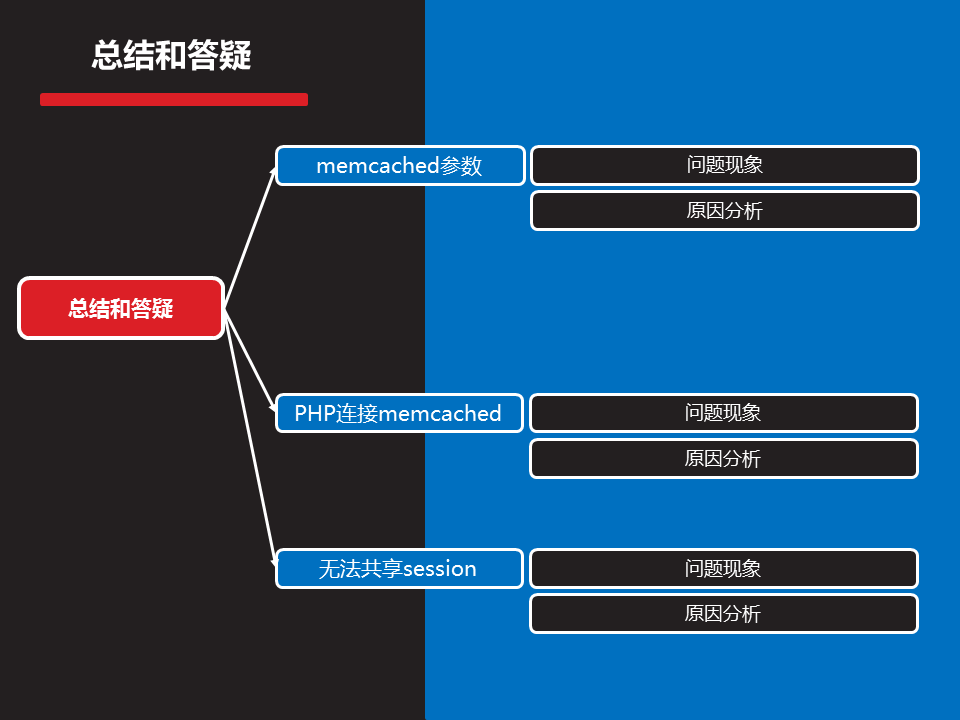 总结和答疑
memcached参数
问题现象
原因分析
总结和答疑
PHP连接memcached
问题现象
原因分析
无法共享session
问题现象
原因分析